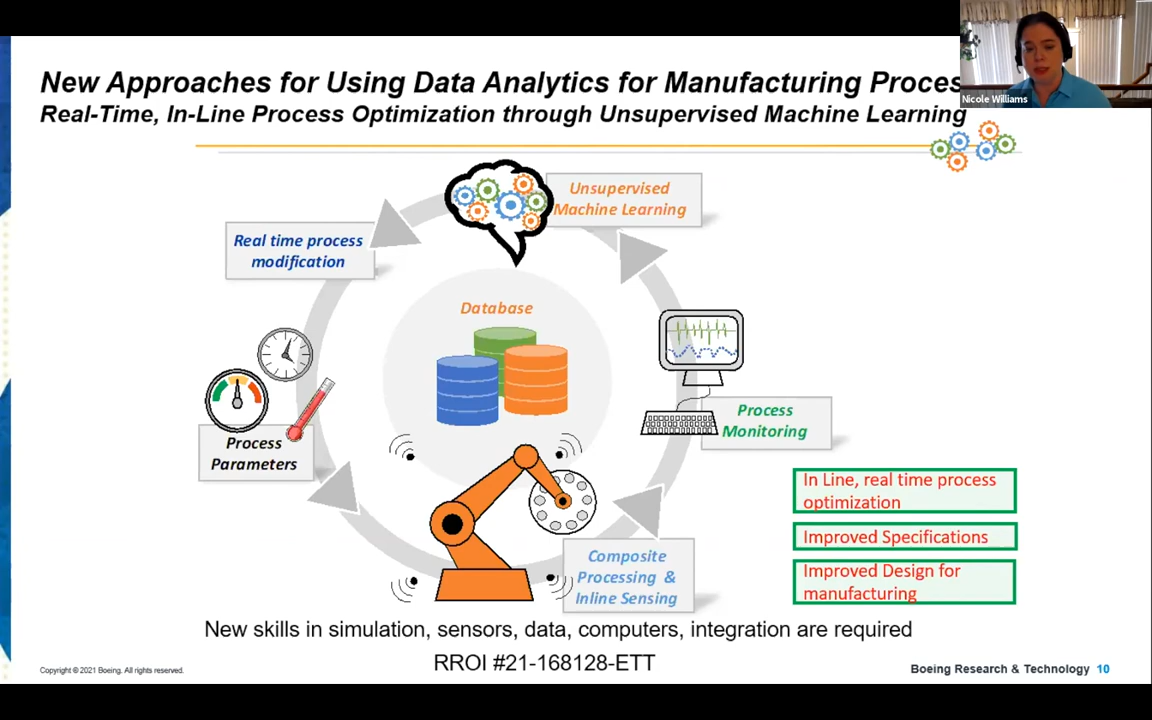 New Approaches for Using Data Analytics for Manufacturing
Real-Time, In-Line Process Optimization through Unsupervised Machine Learning
Nicole Williams
Unsupervised
Machine Learning
Real time process
modification
Database
Process
Monitoring
Process
Parameters
In Line, real time process
optimization
Improved Specifications
Improved Design for
manufacturing
Composite
Processing &
Inline Sensing
New skills in simulation, sensors, data, computers, integration are required
RROI #21-168128-ETT
Copyright © 2021 Boeing. All rights reserved.
Boeing Research & Technology 10